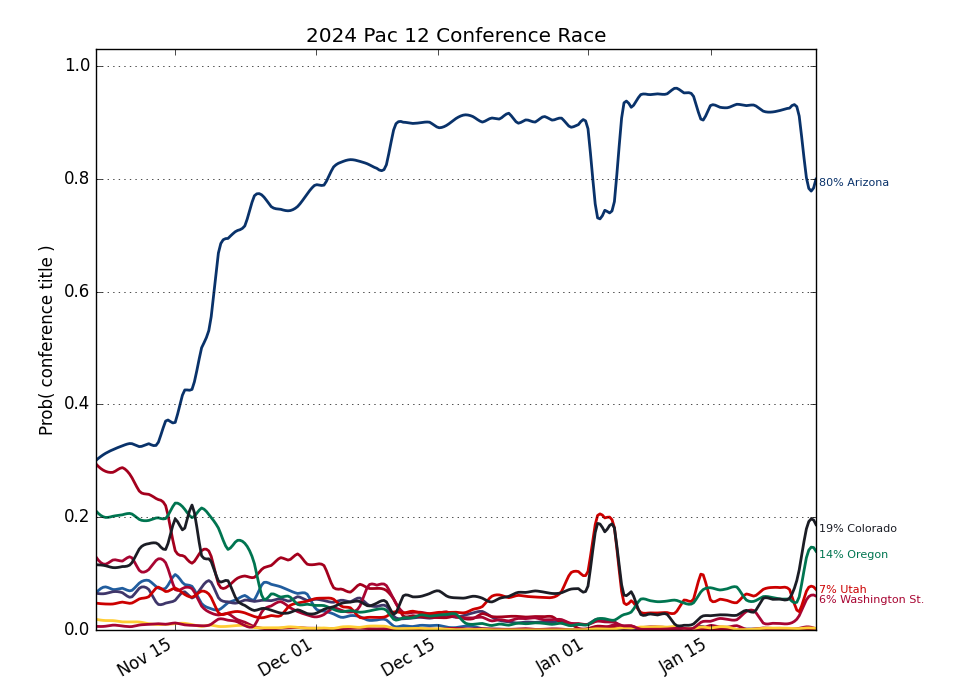 2024 Pac 12 Conference Race
Prob( conference title )
1.0
0.8
0.6
0.4
0.2
0.0
Nov 15
Dec 01
Dec 15
Jan 01
Jan 15
80% Arizona
19% Colorado
14% Oregon
7% Utah
6% Washington St.